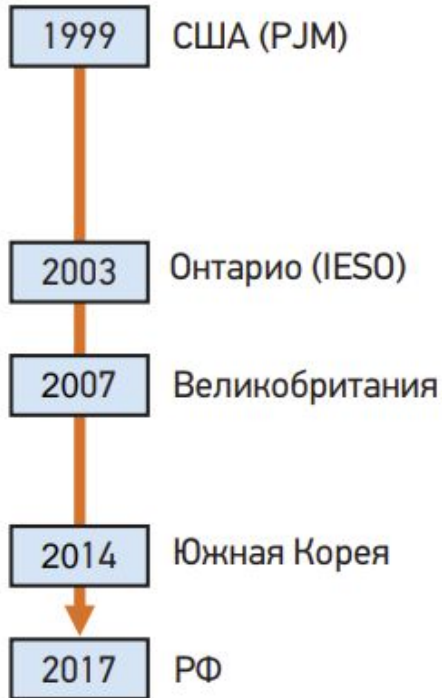 1999 США (PJM)
2003 Онтарио (IESO)
2007 Великобритания
2014 Южная Корея
2017 РФ